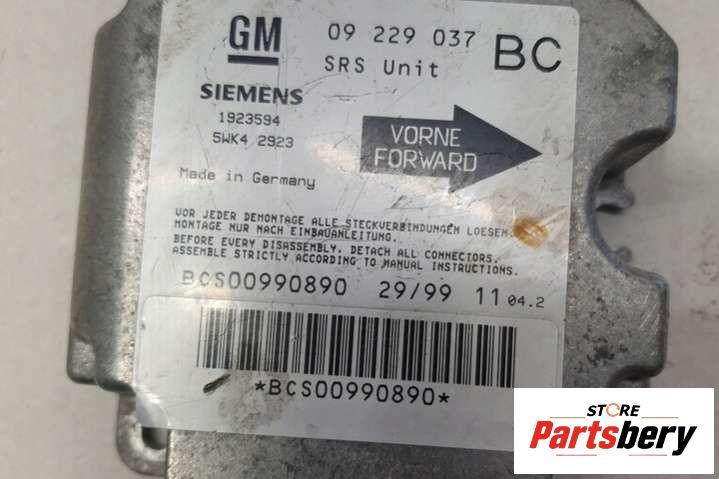 GM 09 229 037 BC
SRS Unit
SIEMENS
1923594
5WK4 2923
VORNE
FORWARD
Made in Germany
VOR JEDER DEMONTAGE ALLE STECKVERBINDUNGEN LOESEN.
MONTAGE NUR NACH EINBAUANLEITUNG.
BEFORE EVERY DISASSEMBLY, DETACH ALL CONNECTORS.
ASSEMBLE STRICTLY ACCORDING TO MANUAL INSTRUCTIONS.
BCS00990890 29/99 11 04.2
*BCS00990890*
STORE
Partsbery